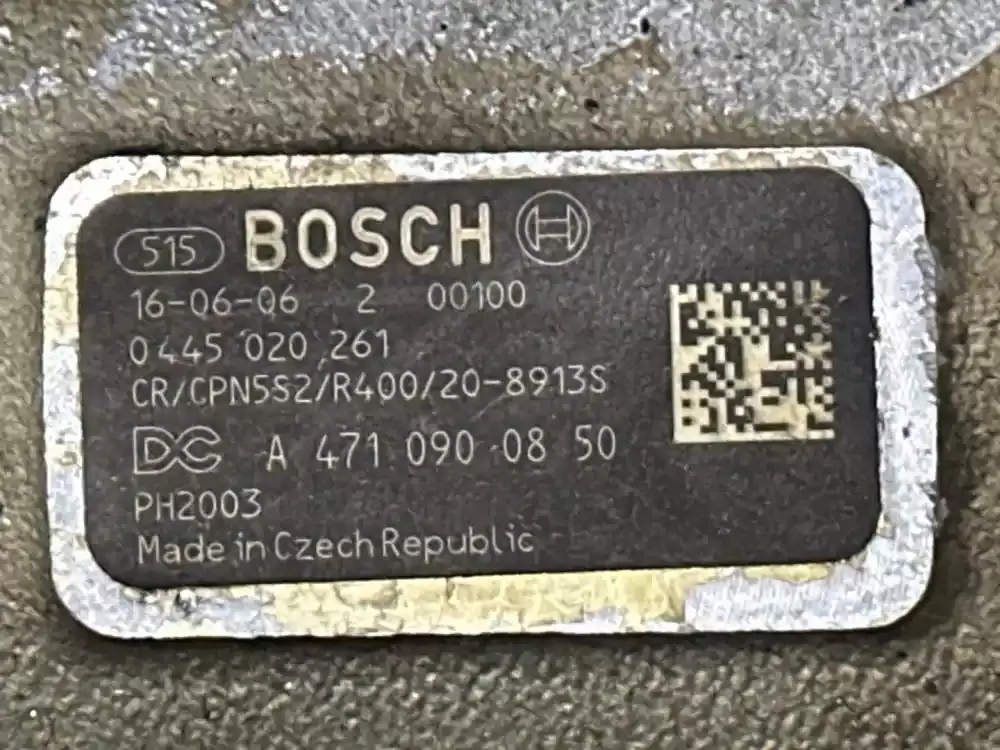 515 BOSCH
16-06-06 2 00100
0 445 020 261
CR/CPN5S2/R400/20-8913S
DC A 471 090 08 50
PH2003
Made in Czech Republic